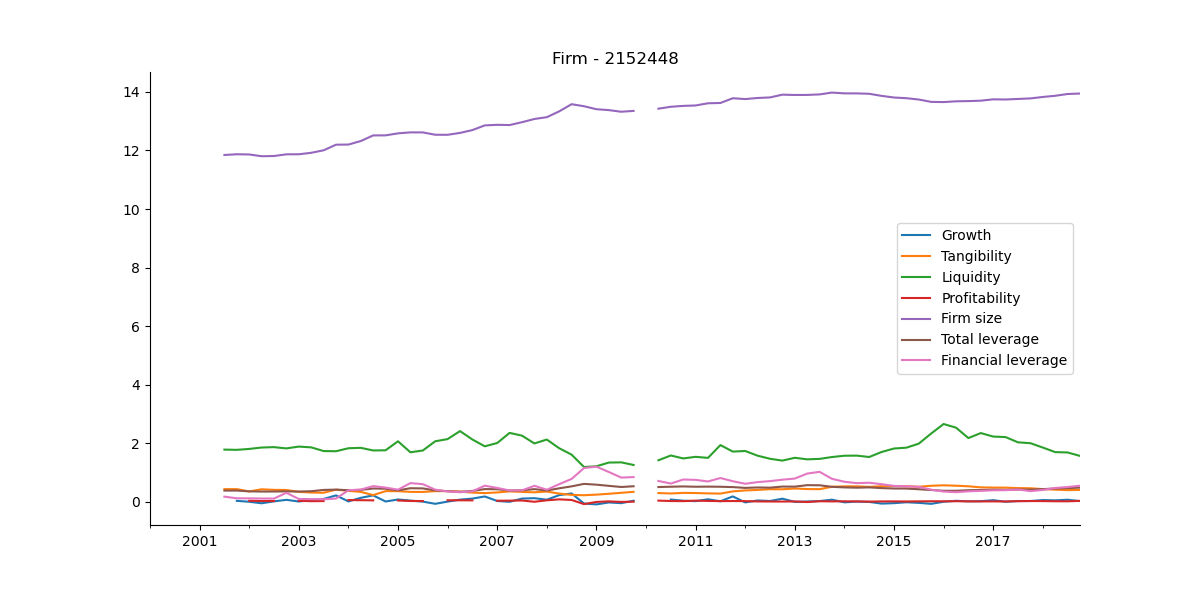 Firm - 2152448
14
12
10
8
6
4
2
0
Growth
Tangibility
Liquidity
Profitability
Firm size
Total leverage
Financial leverage
2001 2003 2005 2007 2009 2011 2013 2015 2017